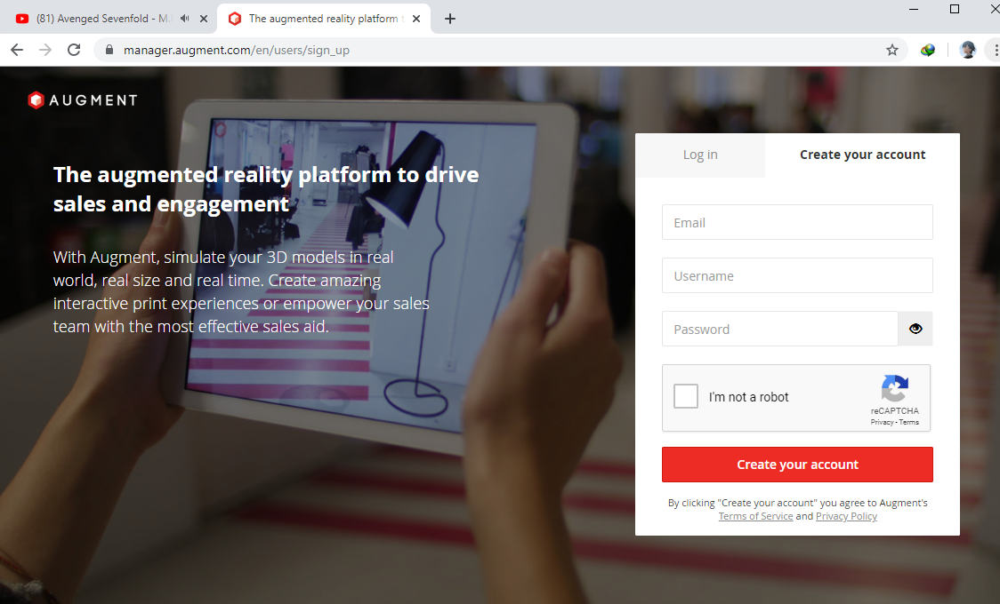 (81) Avenged Sevenfold - M
The augmented reality platform t
manager.augment.com/en/users/sign_up
AUGMENT
The augmented reality platform to drive
sales and engagement
With Augment, simulate your 3D models in real
world, real size and real time. Create amazing
interactive print experiences or empower your sales
team with the most effective sales aid.
Log in
Create your account
Email
Username
Password
I'm not a robot
reCAPTCHA
Privacy - Terms
Create your account
By clicking "Create your account" you agree to Augment's
Terms of Service and Privacy Policy